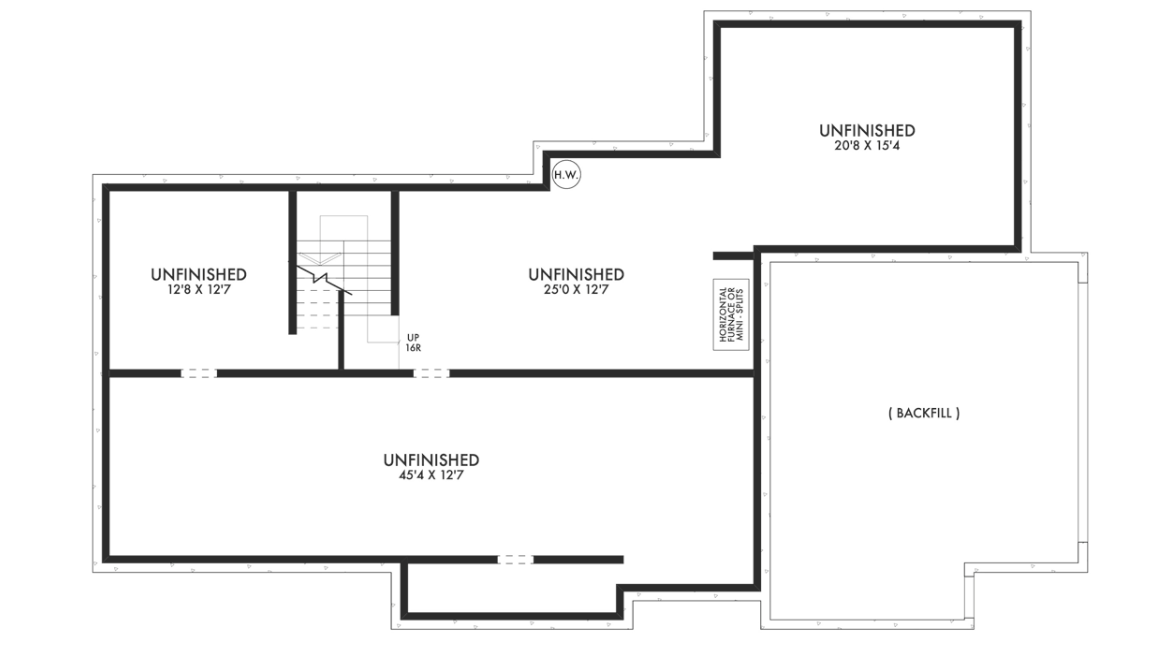 UNFINISHED
20'8 X 15'4
H.W.
UNFINISHED
12'8 X 12'7
UNFINISHED
25'0 X 12'7
HORIZONTAL
FURNACE OR
MINI - SPLITS
UP
16R
( BACKFILL )
UNFINISHED
45'4 X 12'7